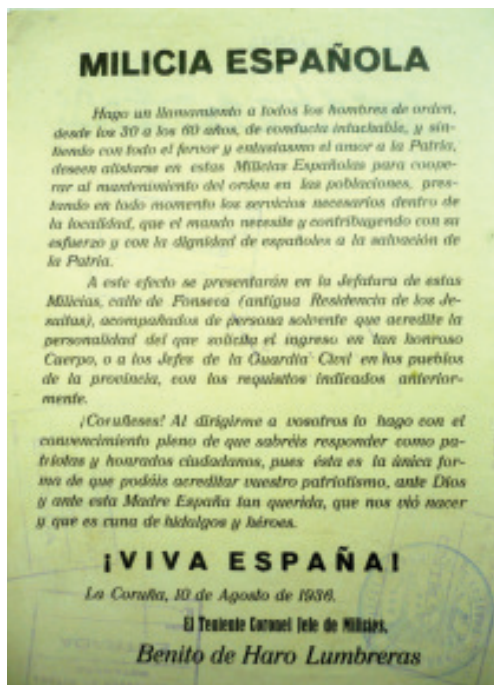 MILICIA ESPAÑOLA
Hago un llamamiento a todos los hombres de orden,
desde los 30 a los 60 años, de conducta intachable, y sin-
tiendo con todo el fervor y entusiasmo el amor a la Patria,
deseen alistarse en estas Milicias Españolas para coope-
rar al mantenimiento del orden en las poblaciones, pres-
tando en todo momento los servicios necesarios dentro de
la localidad, que el mando necesite y contribuyendo con su
esfuerzo y con la dignidad de españoles a la salvación de
la Patria.
A este efecto se presentarán en la Jefatura de estas
Milicias, calle de Fonseca (antigua Residencia de los Je-
suitas), acompañados de persona solvente que acredite la
personalidad del que solicita el ingreso en tan honroso
Cuerpo, o a los Jefes de la Guardia Civil en los pueblos
de la provincia, con los requisitos indicados anterior-
mente.
¡Coruñeses! Al dirigirme a vosotros lo hago con el
convencimiento pleno de que sabréis responder como pa-
triotas y honrados ciudadanos, pues ésta es la única for-
ma de que podáis acreditar vuestro patriotismo, ante Dios
y ante esta Madre España tan querida, que nos vió nacer
y que es cuna de hidalgos y héroes.
¡VIVA ESPAÑA!
La Coruña, 10 de Agosto de 1936.
El Teniente Coronel Jefe de Milicias,
Benito de Haro Lumbreras